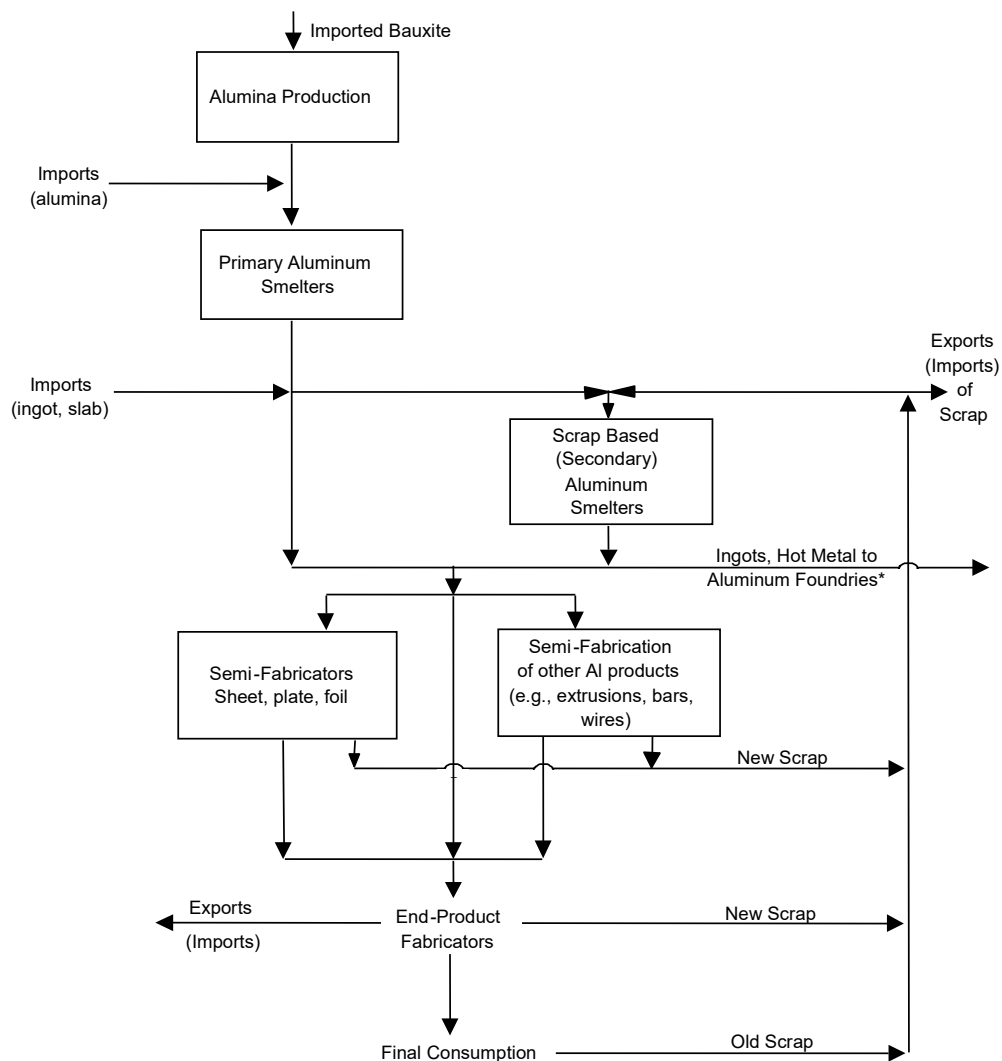 Imported Bauxite
Alumina Production
Imports
(alumina)
Primary Aluminum
Smelters
Exports
(Imports)
of
Scrap
Imports
(ingot, slab)
Scrap Based
(Secondary)
Aluminum
Smelters
Ingots, Hot Metal to
Aluminum Foundries*
Semi-Fabricators
Sheet, plate, foil
Semi-Fabrication
of other Al products
(e.g., extrusions, bars,
wires)
New Scrap
Exports
(Imports)
End-Product
Fabricators
New Scrap
Final Consumption
Old Scrap